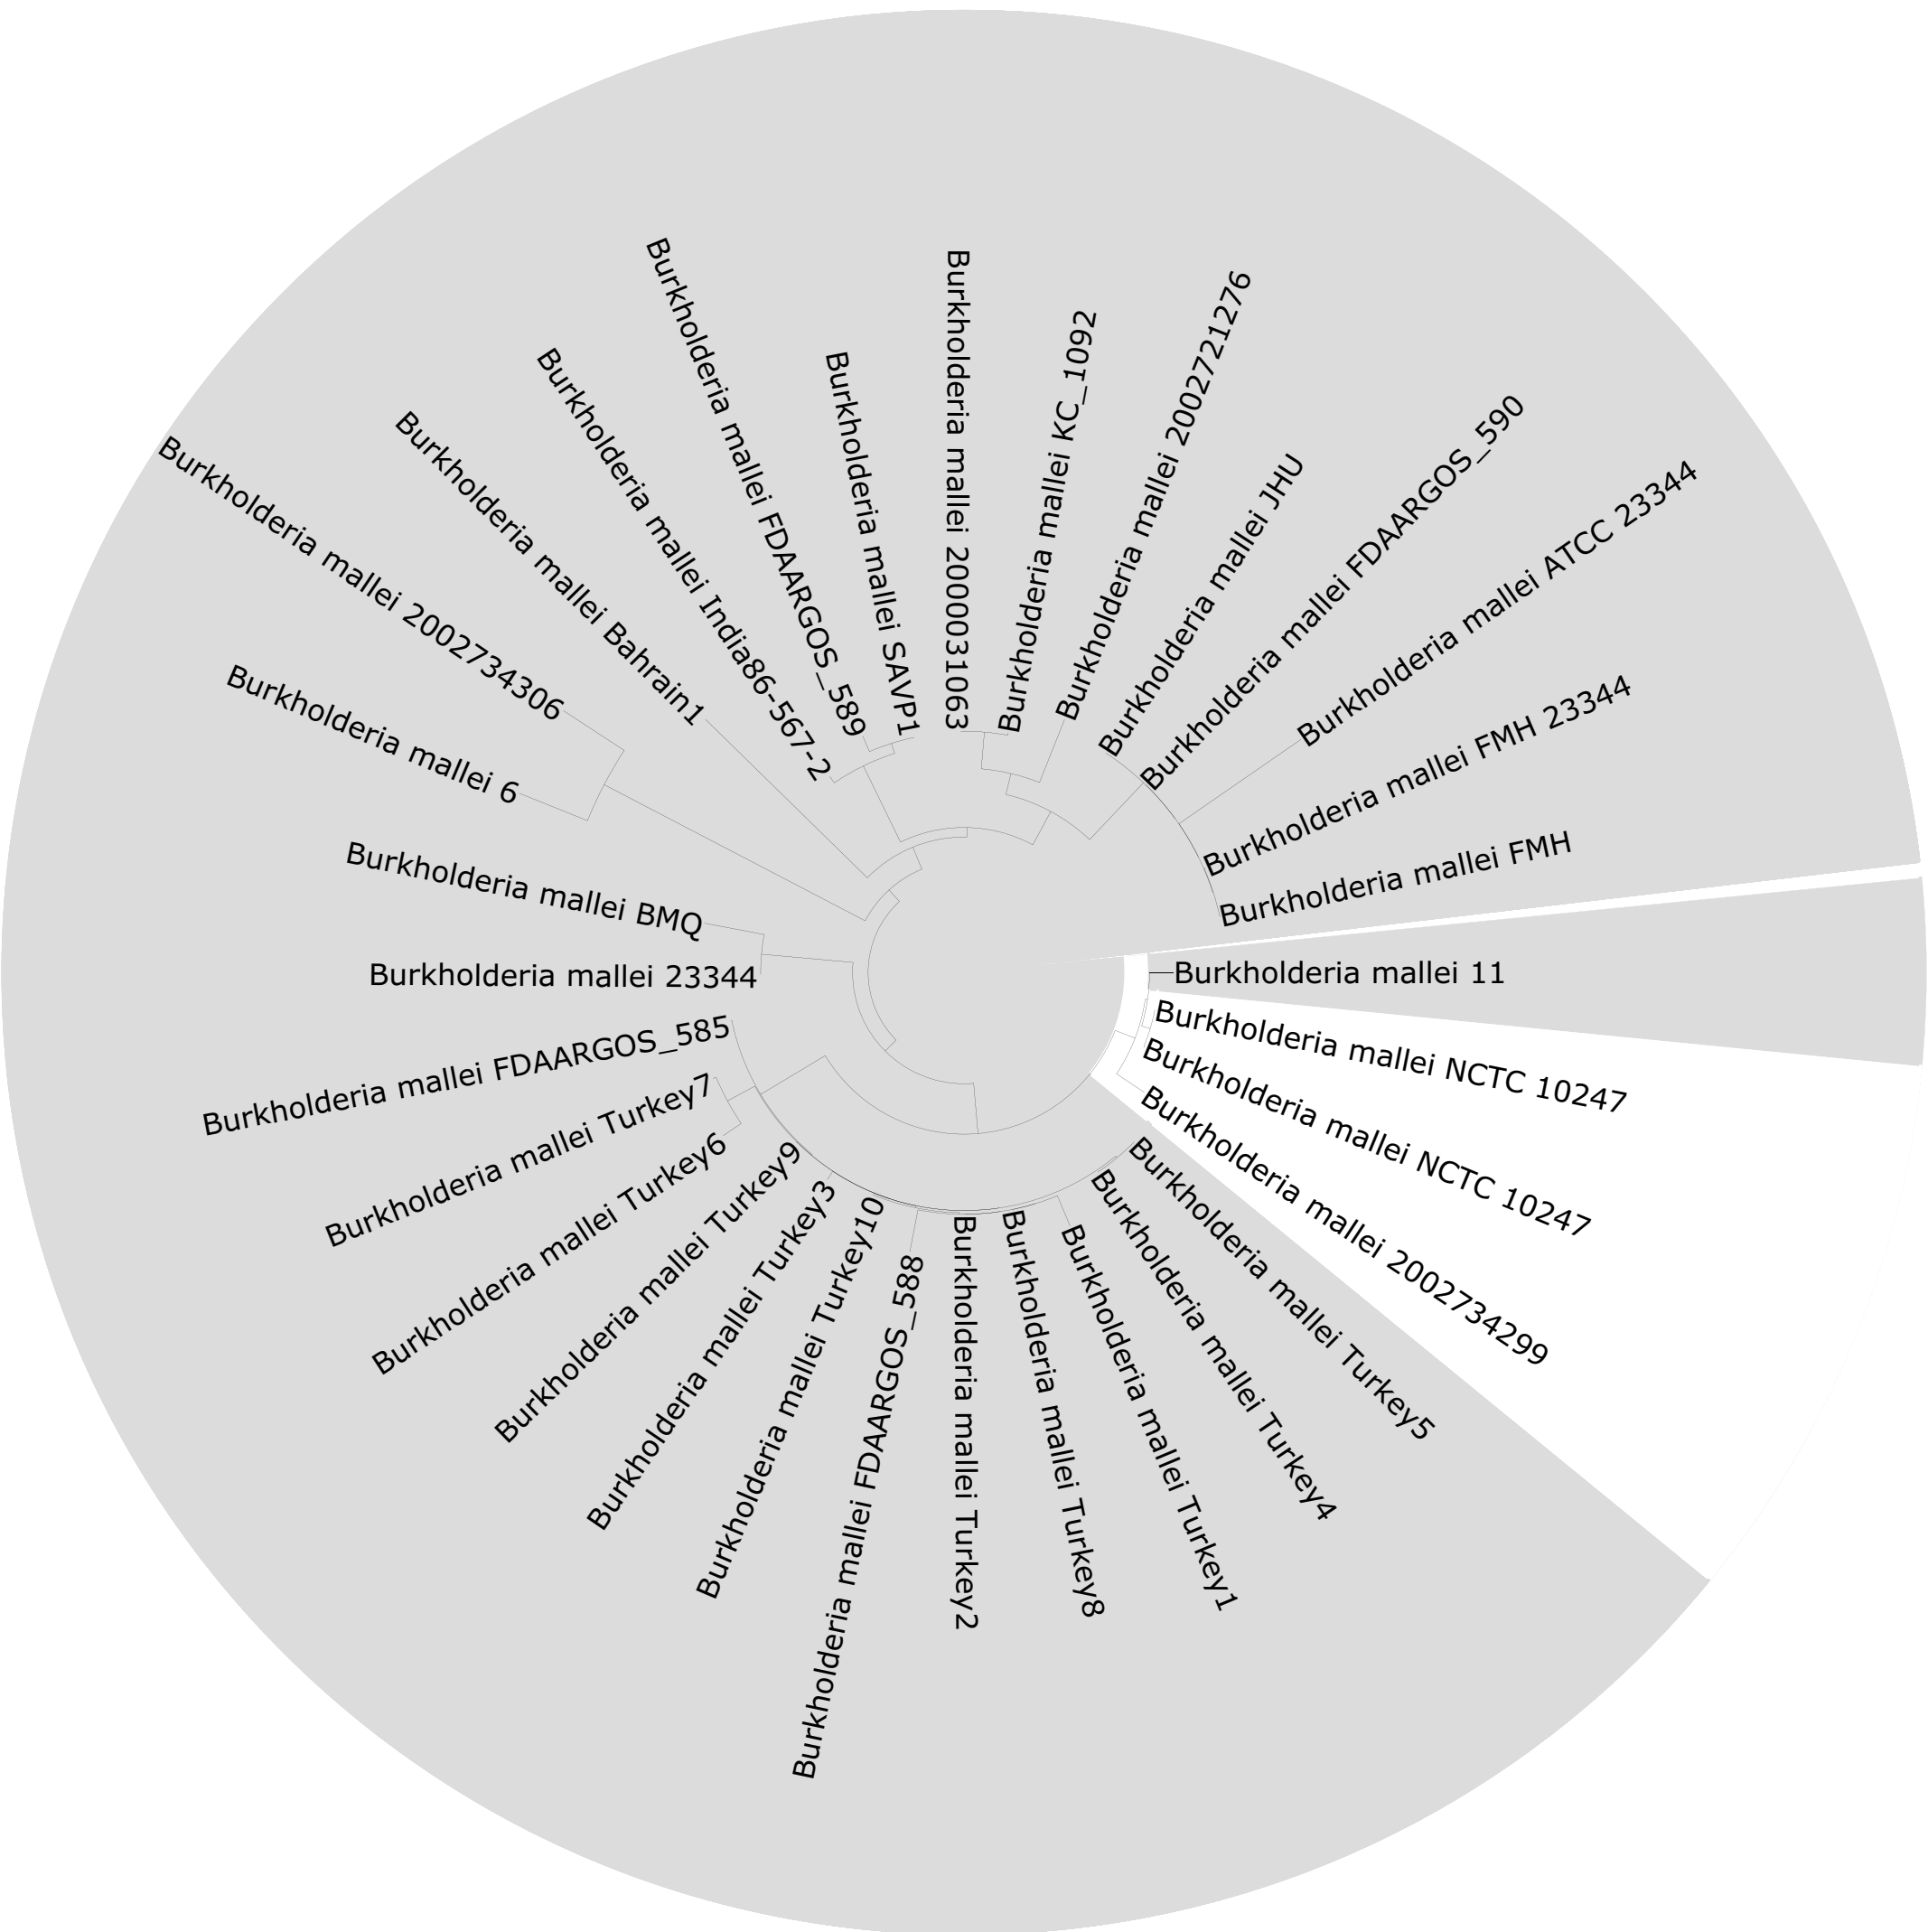 Burkholderia mallei 2000031063
Burkholderia mallei KC_1092
Burkholderia mallei 2002721276
Burkholderia mallei JHU
Burkholderia mallei FDAARGOS_590
Burkholderia mallei ATCC 23344
Burkholderia mallei FMH 23344
Burkholderia mallei FMH
Burkholderia mallei 11
Burkholderia mallei NCTC 10247
Burkholderia mallei NCTC 10247
Burkholderia mallei 2002734299
Burkholderia mallei Turkey5
Burkholderia mallei Turkey4
Burkholderia mallei Turkey1
Burkholderia mallei Turkey8
Burkholderia mallei Turkey2
Burkholderia mallei FDAARGOS_588
Burkholderia mallei Turkey10
Burkholderia mallei Turkey3
Burkholderia mallei Turkey9
Burkholderia mallei Turkey6
Burkholderia mallei Turkey7
Burkholderia mallei FDAARGOS_585
Burkholderia mallei 23344
Burkholderia mallei BMQ
Burkholderia mallei 6
Burkholderia mallei 2002734306
Burkholderia mallei Bahrain1
Burkholderia mallei India86-567-2
Burkholderia mallei FDAARGOS_589
Burkholderia mallei SAVP1